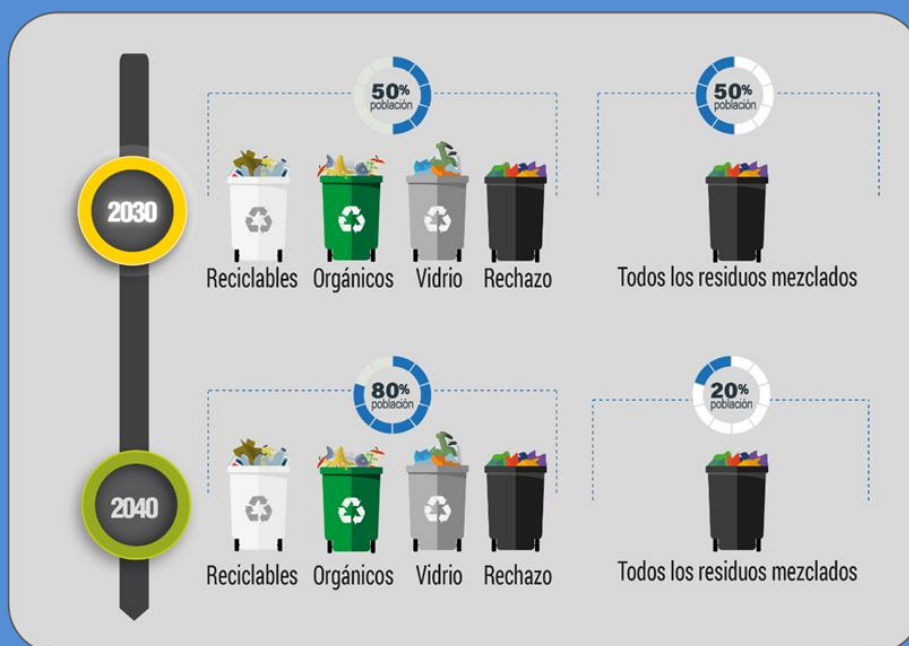 50%
población
50%
población
2030
Reciclables Orgánicos Vidrio Rechazo
Todos los residuos mezclados
80%
población
20%
población
2040
Reciclables Orgánicos Vidrio Rechazo
Todos los residuos mezclados